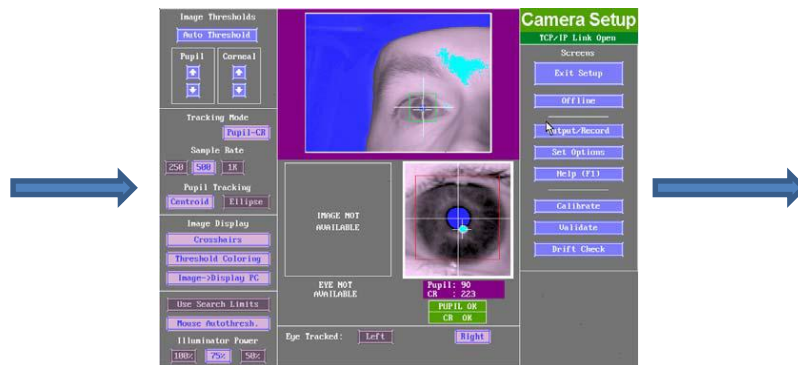 Image Thresholds
Auto Threshold
Pupil
Corneal
Tracking Mode
Pupil-CR
Sample Rate
250
500
1K
Pupil Tracking
Centroid
Ellipse
Image Display
Crosshairs
Threshold Coloring
Image->Display PC
Use Search Limits
Mouse Autothresh.
Illuminator Power
100%
75%
50%
IMAGE NOT
AVAILABLE
EYE NOT
AVAILABLE
Pupil: 90
CR : 223
PUPIL OK
CR OK
Eye Tracked:
Left
Right
Camera Setup
TCP/IP Link Open
Screens
Exit Setup
Offline
Output/Record
Set Options
Help (F1)
Calibrate
Validate
Drift Check